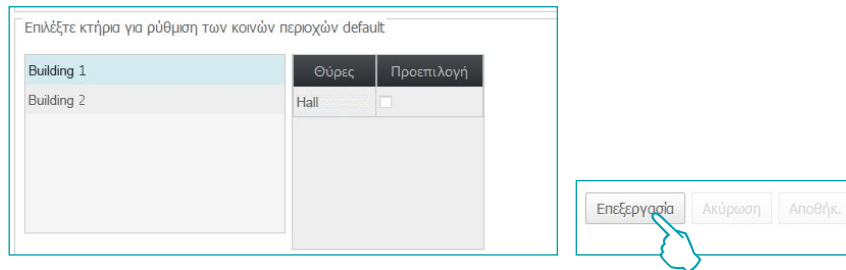 Επιλέξτε κτήρια για ρύθμιση των κοινών περιοχών default
Building 1
Building 2
Θύρες Προεπιλογή
Hall
Επεξεργασία Ακύρωση Αποθήκ.